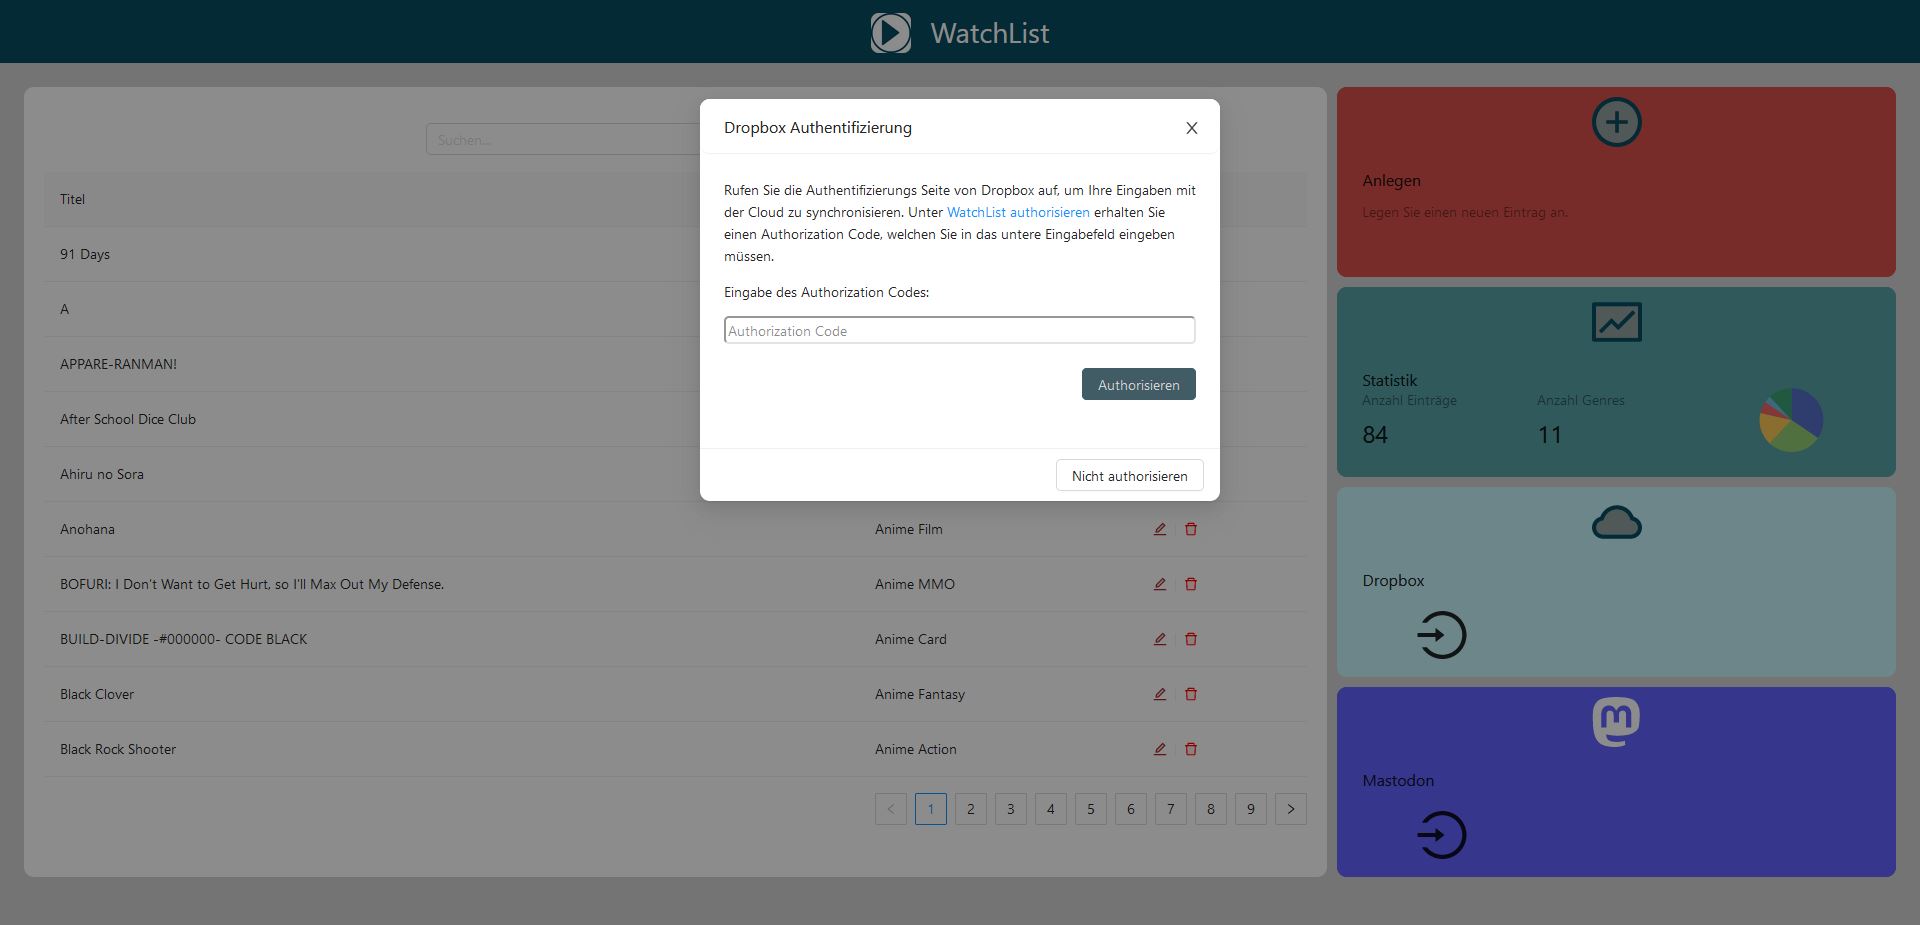 WatchList
Suchen...
Titel
91 Days
A
APPARE-RANMAN!
After School Dice Club
Ahiru no Sora
Anohana Anime Film
BOFURI: I Don't Want to Get Hurt, so I'll Max Out My Defense. Anime MMO
BUILD-DIVIDE -#000000- CODE BLACK Anime Card
Black Clover Anime Fantasy
Black Rock Shooter Anime Action
< 1 2 3 4 5 6 7 8 9 >
Dropbox Authentifizierung
Rufen Sie die Authentifizierungs Seite von Dropbox auf, um Ihre Eingaben mit
der Cloud zu synchronisieren. Unter WatchList authorisieren erhalten Sie
einen Authorization Code, welchen Sie in das untere Eingabefeld eingeben
müssen.
Eingabe des Authorization Codes:
Authorization Code
Authorisieren
Nicht authorisieren
Anlegen
Legen Sie einen neuen Eintrag an.
Statistik
Anzahl Einträge Anzahl Genres
84 11
Dropbox
Mastodon